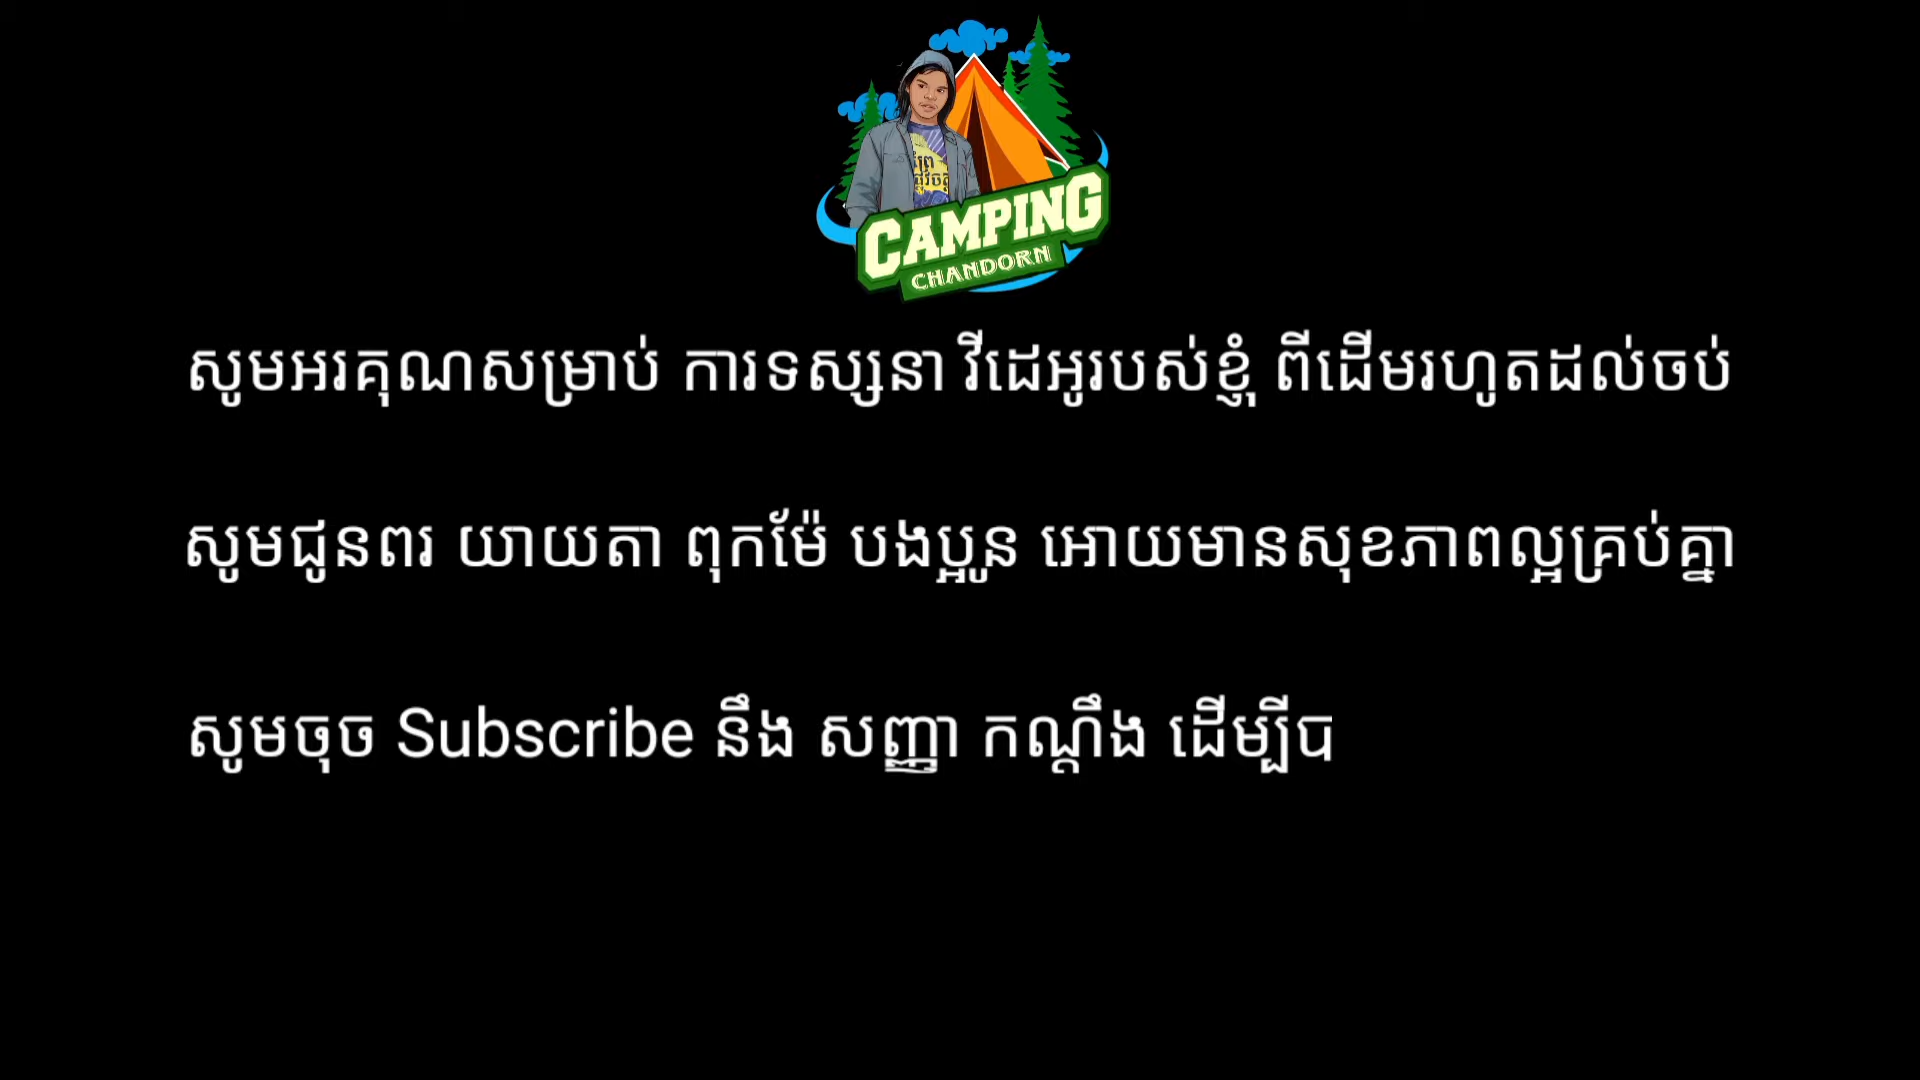 CAMPING
CHANDORN
សូមអរគុណសម្រាប់ ការទស្សនា វីដេអូរបស់ខ្ញុំ ពីដើមរហូតដល់ចប់
សូមជូនពរ យាយតា ពុកម៉ែ បងប្អូន អោយមានសុខភាពល្អគ្រប់គ្នា
សូមចុច Subscribe នឹង សញ្ញា កណ្ដឹង ដើម្បីប